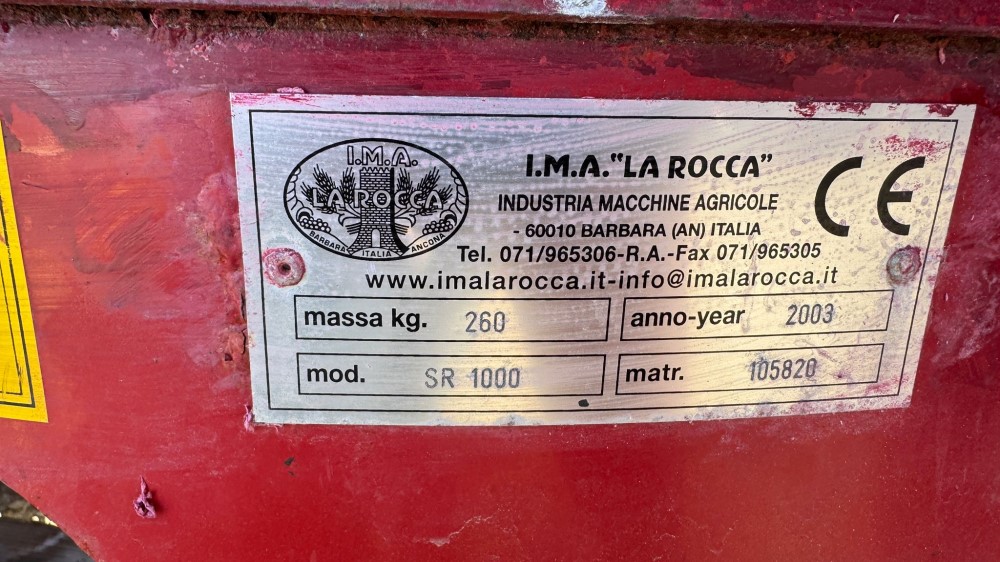 I.M.A.
LA ROCCA
BARBARA ITALIA ANCONA
I.M.A. "LA ROCCA"
INDUSTRIA MACCHINE AGRICOLE
- 60010 BARBARA (AN) ITALIA
Tel. 071/965306-R.A.-Fax 071/965305
www.imalarocca.it-info@imalarocca.it
CE
massa kg. 260
anno-year 2003
mod. SR 1000
matr. 105820